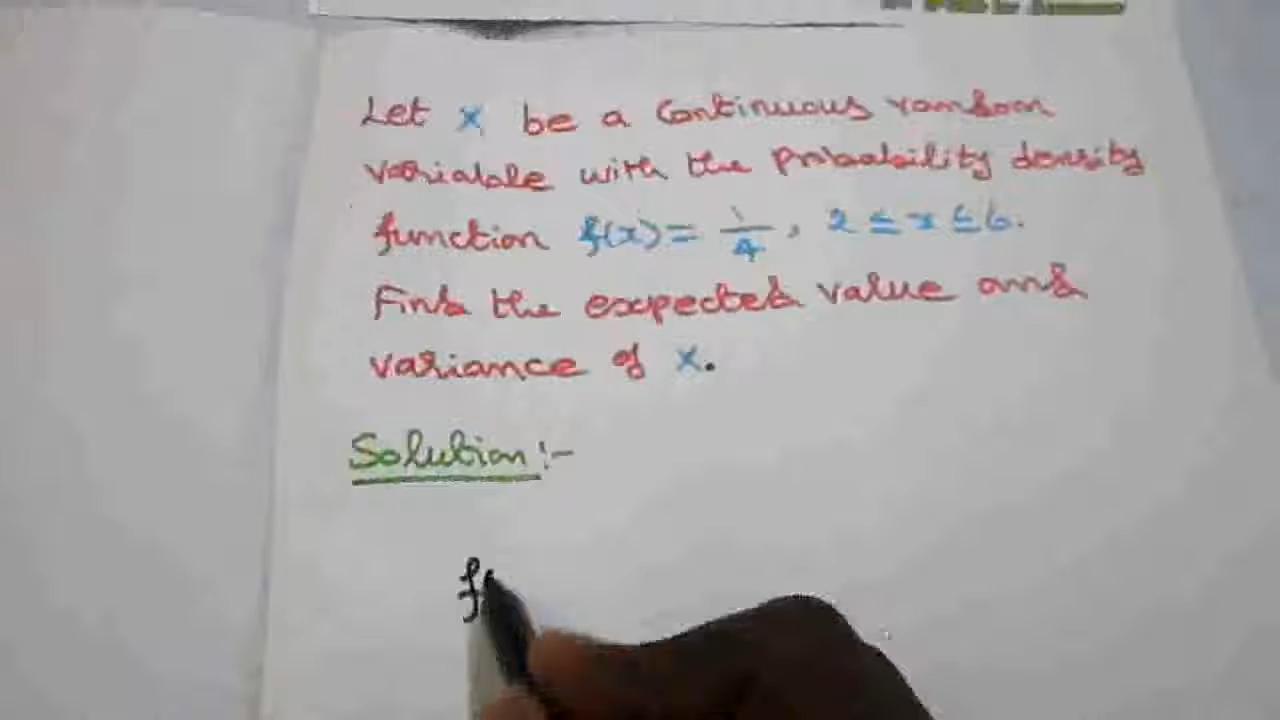 Let X be a continuous random
variable with the probability density
function f(x) = 1/4, 2 ≤ x ≤ 6.
Find the expected value and
variance of X.
Solution :-
f(